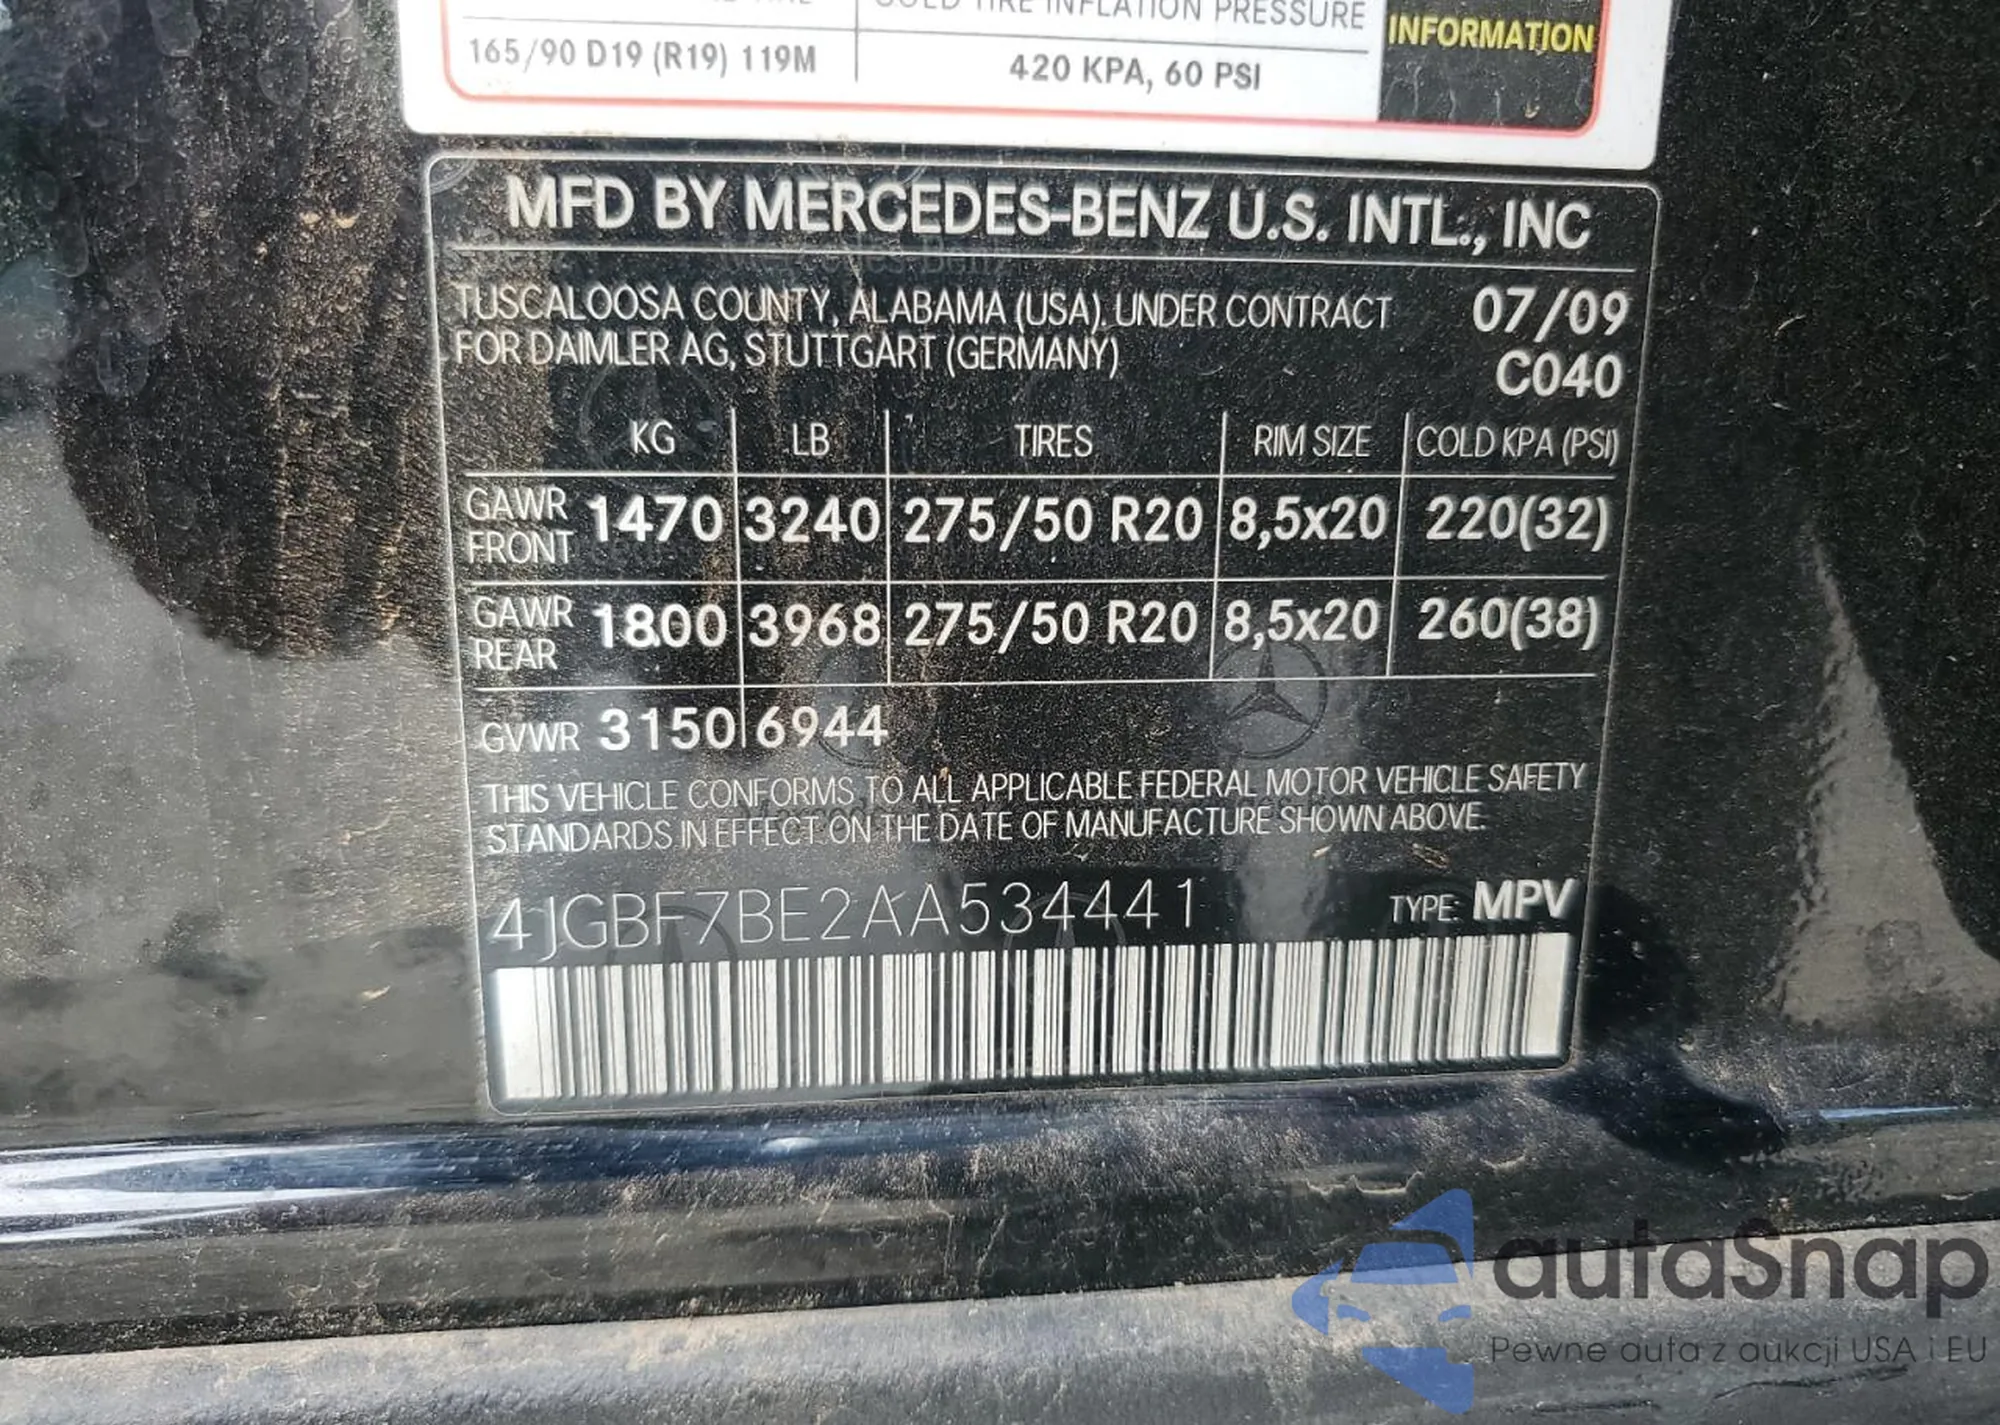 COLD TIRE INFLATION PRESSURE
INFORMATION
165/90 D19 (R19) 119M 420 KPA, 60 PSI
MFD BY MERCEDES-BENZ U.S. INTL., INC
TUSCALOOSA COUNTY, ALABAMA (USA). UNDER CONTRACT 07/09
FOR DAIMLER AG, STUTTGART (GERMANY) C040
KG LB TIRES RIM SIZE COLD KPA (PSI)
GAWR FRONT 1470 3240 275/50 R20 8,5x20 220(32)
GAWR REAR 1800 3968 275/50 R20 8,5x20 260(38)
GVWR 3150 6944
THIS VEHICLE CONFORMS TO ALL APPLICABLE FEDERAL MOTOR VEHICLE SAFETY
STANDARDS IN EFFECT ON THE DATE OF MANUFACTURE SHOWN ABOVE.
4JGBF7BE2AA534441 TYPE: MPV
autaSnap
Pewne auta z aukcji USA i EU